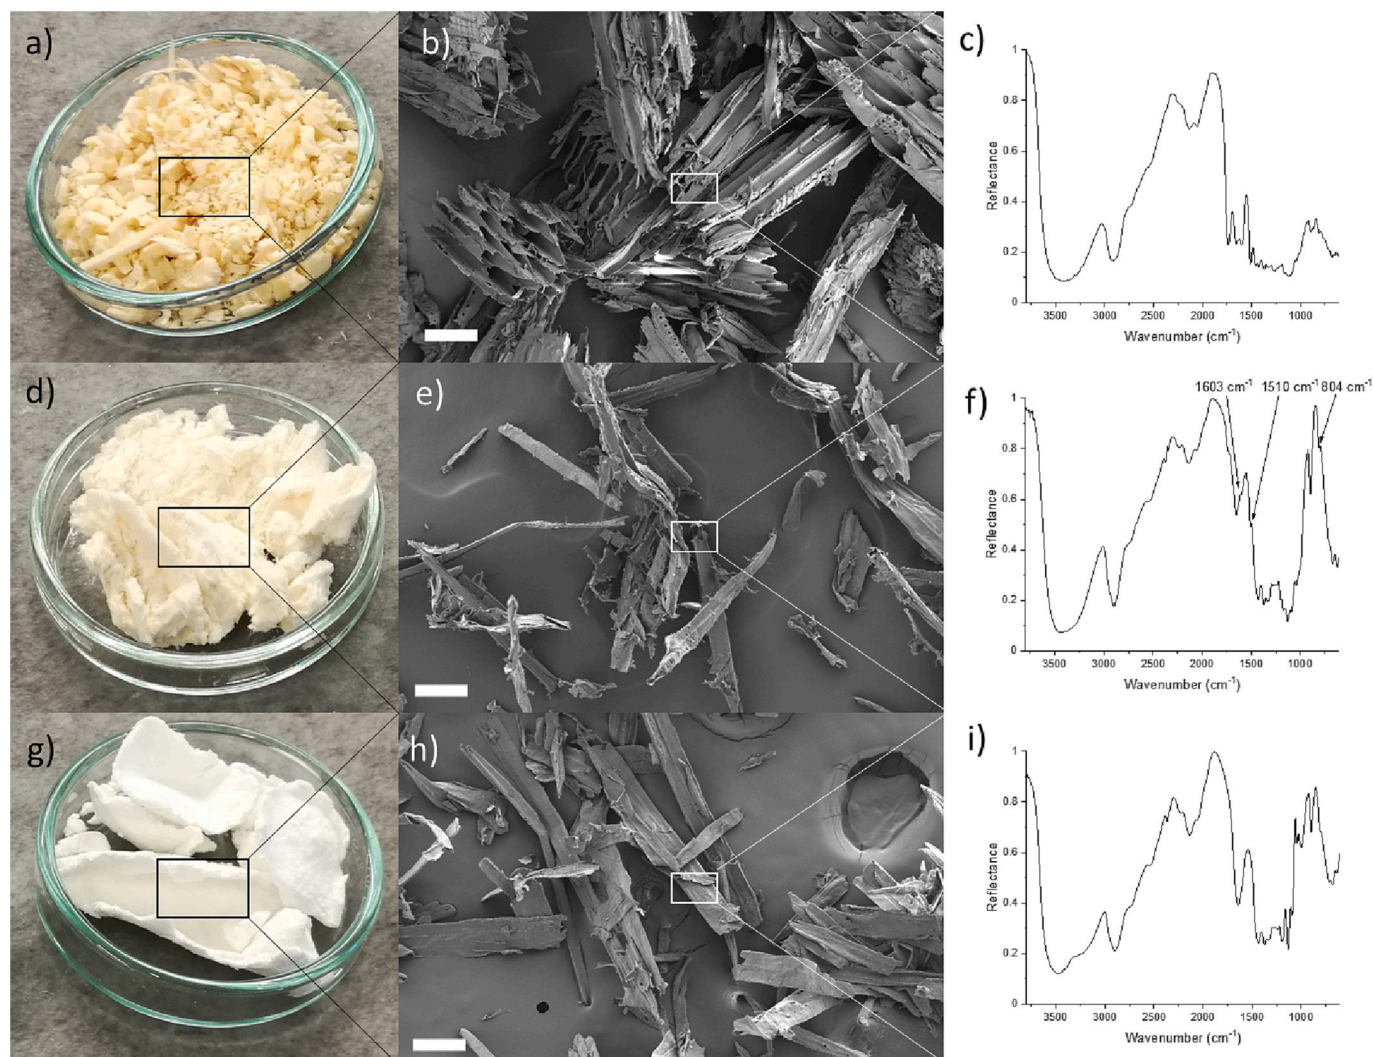 a)
b)
c)
1
0.8
0.6
0.4
0.2
0
Reflectance
3500 3000 2500 2000 1500 1000
Wavenumber (cm-1)
d)
e)
f)
1603 cm-1 1510 cm-1 804 cm-1
1
0.8
0.6
0.4
0.2
0
Reflectance
3500 3000 2500 2000 1500 1000
Wavenumber (cm-1)
g)
h)
i)
1
0.8
0.6
0.4
0.2
0
Reflectance
3500 3000 2500 2000 1500 1000
Wavenumber (cm-1)